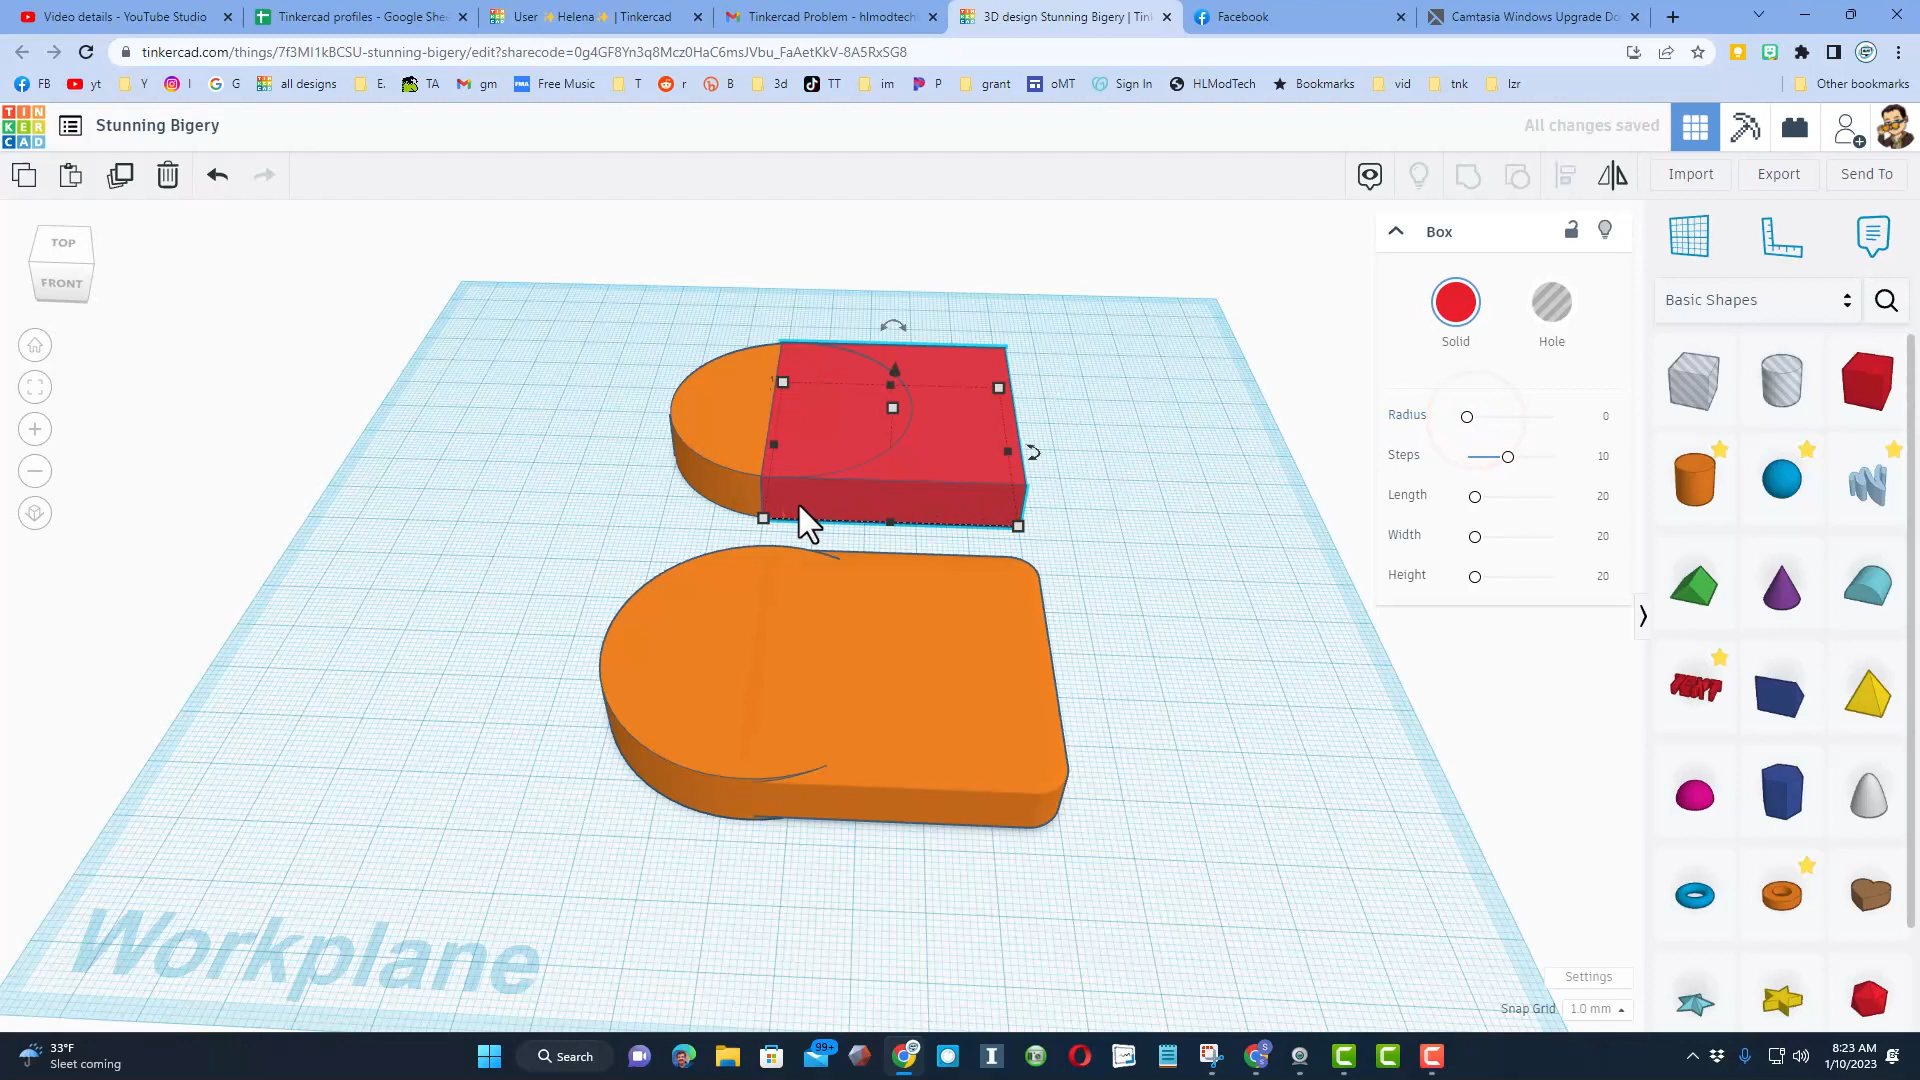 Video details - YouTube Studio
Tinkercad profiles - Google She
User ✨Helena✨ | Tinkercad
Tinkercad Problem - hlmodtech
3D design Stunning Bigery | Tin
Facebook
Camtasia Windows Upgrade Do
tinkercad.com/things/7f3MI1kBCSU-stunning-bigery/edit?sharecode=0g4GF8Yn3q8Mcz0HaC6msJVbu_FaAetKkV-8A5RxSG8
FB yt Y I G all designs E. TA gm Free Music T r B 3d TT im P grant oMT Sign In HLModTech Bookmarks vid tnk lzr Other bookmarks
TIN
KER
CAD
Stunning Bigery
All changes saved
Import
Export
Send To
TOP
FRONT
Box
Solid
Hole
Radius 0
Steps 10
Length 20
Width 20
Height 20
Basic Shapes
TEXT
Workplane
Settings
Snap Grid 1.0 mm
33°F
Sleet coming
Search
99+
S
8:23 AM
1/10/2023